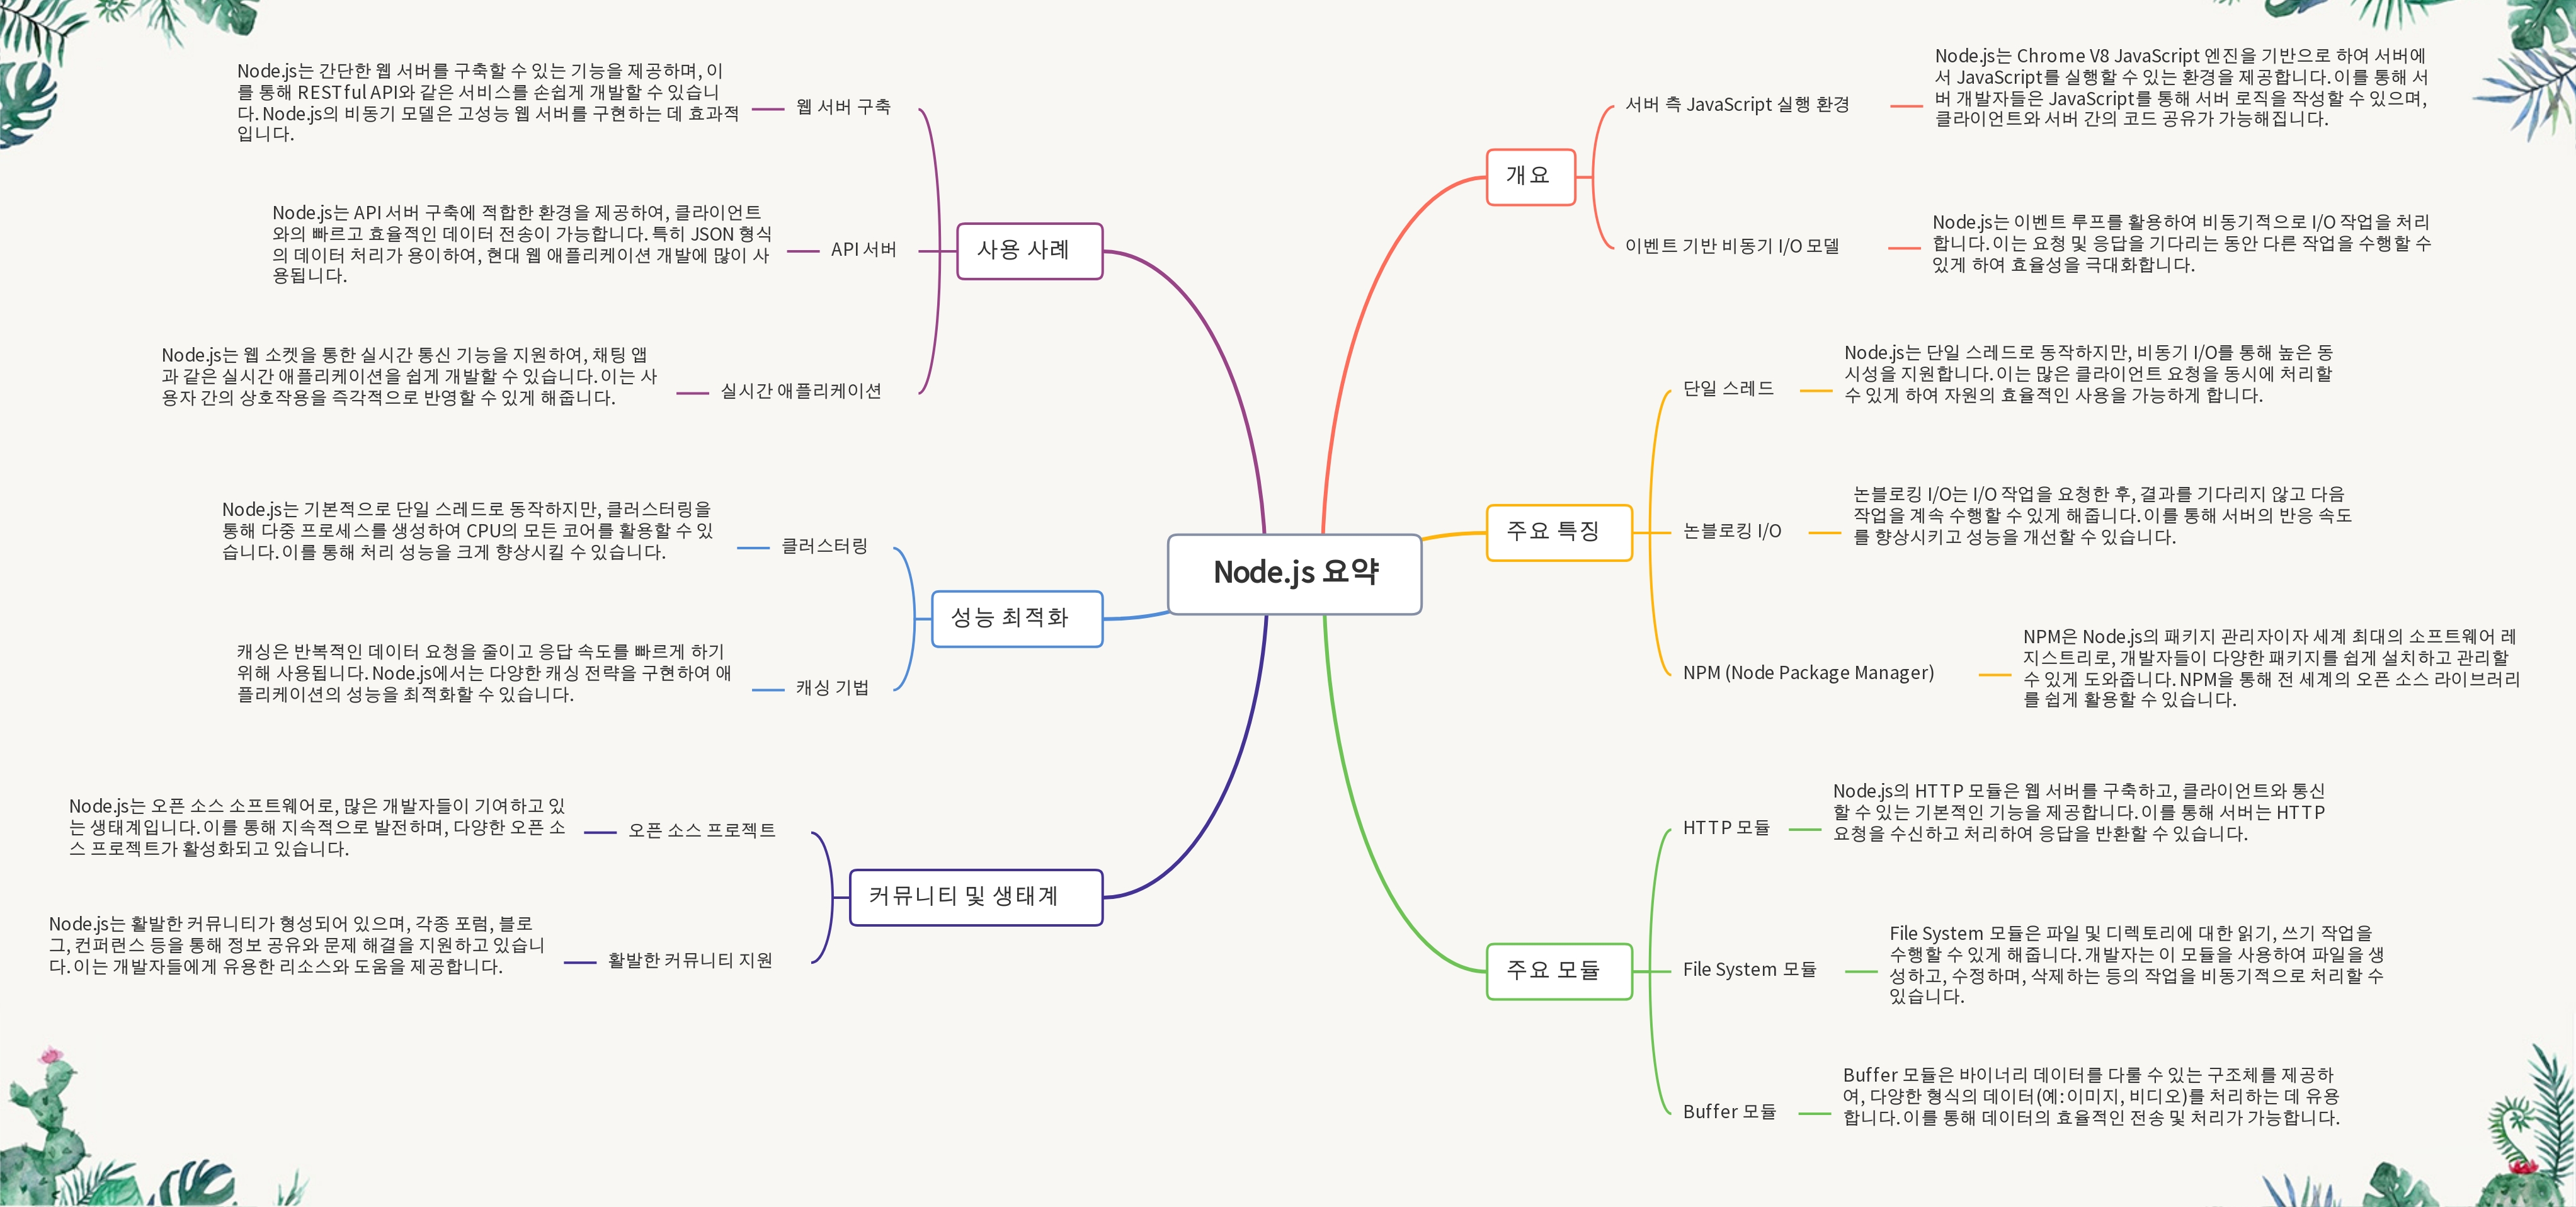 Node.js 요약
개요
서버 측 JavaScript 실행 환경
Node.js는 Chrome V8 JavaScript 엔진을 기반으로 하여 서버에
서 JavaScript를 실행할 수 있는 환경을 제공합니다. 이를 통해 서
버 개발자들은 JavaScript를 통해 서버 로직을 작성할 수 있으며,
클라이언트와 서버 간의 코드 공유가 가능해집니다.
이벤트 기반 비동기 I/O 모델
Node.js는 이벤트 루프를 활용하여 비동기적으로 I/O 작업을 처리
합니다. 이는 요청 및 응답을 기다리는 동안 다른 작업을 수행할 수
있게 하여 효율성을 극대화합니다.
주요 특징
단일 스레드
Node.js는 단일 스레드로 동작하지만, 비동기 I/O를 통해 높은 동
시성을 지원합니다. 이는 많은 클라이언트 요청을 동시에 처리할
수 있게 하여 자원의 효율적인 사용을 가능하게 합니다.
논블로킹 I/O
논블로킹 I/O는 I/O 작업을 요청한 후, 결과를 기다리지 않고 다음
작업을 계속 수행할 수 있게 해줍니다. 이를 통해 서버의 반응 속도
를 향상시키고 성능을 개선할 수 있습니다.
NPM (Node Package Manager)
NPM은 Node.js의 패키지 관리자이자 세계 최대의 소프트웨어 레
지스트리로, 개발자들이 다양한 패키지를 쉽게 설치하고 관리할
수 있게 도와줍니다. NPM을 통해 전 세계의 오픈 소스 라이브러리
를 쉽게 활용할 수 있습니다.
주요 모듈
HTTP 모듈
Node.js의 HTTP 모듈은 웹 서버를 구축하고, 클라이언트와 통신
할 수 있는 기본적인 기능을 제공합니다. 이를 통해 서버는 HTTP
요청을 수신하고 처리하여 응답을 반환할 수 있습니다.
File System 모듈
File System 모듈은 파일 및 디렉토리에 대한 읽기, 쓰기 작업을
수행할 수 있게 해줍니다. 개발자는 이 모듈을 사용하여 파일을 생
성하고, 수정하며, 삭제하는 등의 작업을 비동기적으로 처리할 수
있습니다.
Buffer 모듈
Buffer 모듈은 바이너리 데이터를 다룰 수 있는 구조체를 제공하
여, 다양한 형식의 데이터(예: 이미지, 비디오)를 처리하는 데 유용
합니다. 이를 통해 데이터의 효율적인 전송 및 처리가 가능합니다.
사용 사례
웹 서버 구축
Node.js는 간단한 웹 서버를 구축할 수 있는 기능을 제공하며, 이
를 통해 RESTful API와 같은 서비스를 손쉽게 개발할 수 있습니
다. Node.js의 비동기 모델은 고성능 웹 서버를 구현하는 데 효과적
입니다.
API 서버
Node.js는 API 서버 구축에 적합한 환경을 제공하여, 클라이언트
와의 빠르고 효율적인 데이터 전송이 가능합니다. 특히 JSON 형식
의 데이터 처리가 용이하여, 현대 웹 애플리케이션 개발에 많이 사
용됩니다.
실시간 애플리케이션
Node.js는 웹 소켓을 통한 실시간 통신 기능을 지원하여, 채팅 앱
과 같은 실시간 애플리케이션을 쉽게 개발할 수 있습니다. 이는 사
용자 간의 상호작용을 즉각적으로 반영할 수 있게 해줍니다.
성능 최적화
클러스터링
Node.js는 기본적으로 단일 스레드로 동작하지만, 클러스터링을
통해 다중 프로세스를 생성하여 CPU의 모든 코어를 활용할 수 있
습니다. 이를 통해 처리 성능을 크게 향상시킬 수 있습니다.
캐싱 기법
캐싱은 반복적인 데이터 요청을 줄이고 응답 속도를 빠르게 하기
위해 사용됩니다. Node.js에서는 다양한 캐싱 전략을 구현하여 애
플리케이션의 성능을 최적화할 수 있습니다.
커뮤니티 및 생태계
오픈 소스 프로젝트
Node.js는 오픈 소스 소프트웨어로, 많은 개발자들이 기여하고 있
는 생태계입니다. 이를 통해 지속적으로 발전하며, 다양한 오픈 소
스 프로젝트가 활성화되고 있습니다.
활발한 커뮤니티 지원
Node.js는 활발한 커뮤니티가 형성되어 있으며, 각종 포럼, 블로
그, 컨퍼런스 등을 통해 정보 공유와 문제 해결을 지원하고 있습니
다. 이는 개발자들에게 유용한 리소스와 도움을 제공합니다.